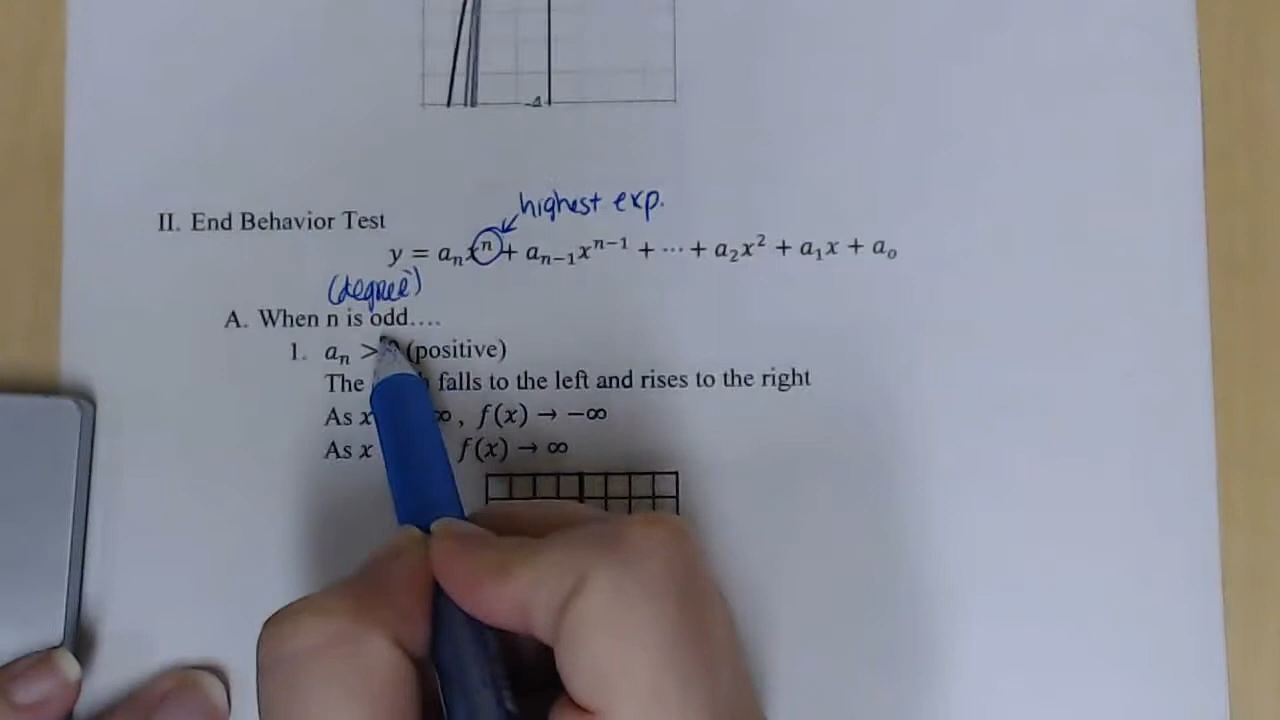 highest exp.
II. End Behavior Test
y = aₙxⁿ + aₙ₋₁xⁿ⁻¹ + ⋯ + a₂x² + a₁x + aₒ
(degree)
A. When n is odd….
1. aₙ > (positive)
The falls to the left and rises to the right
As x ∞ , f(x) → −∞
As x f(x) → ∞